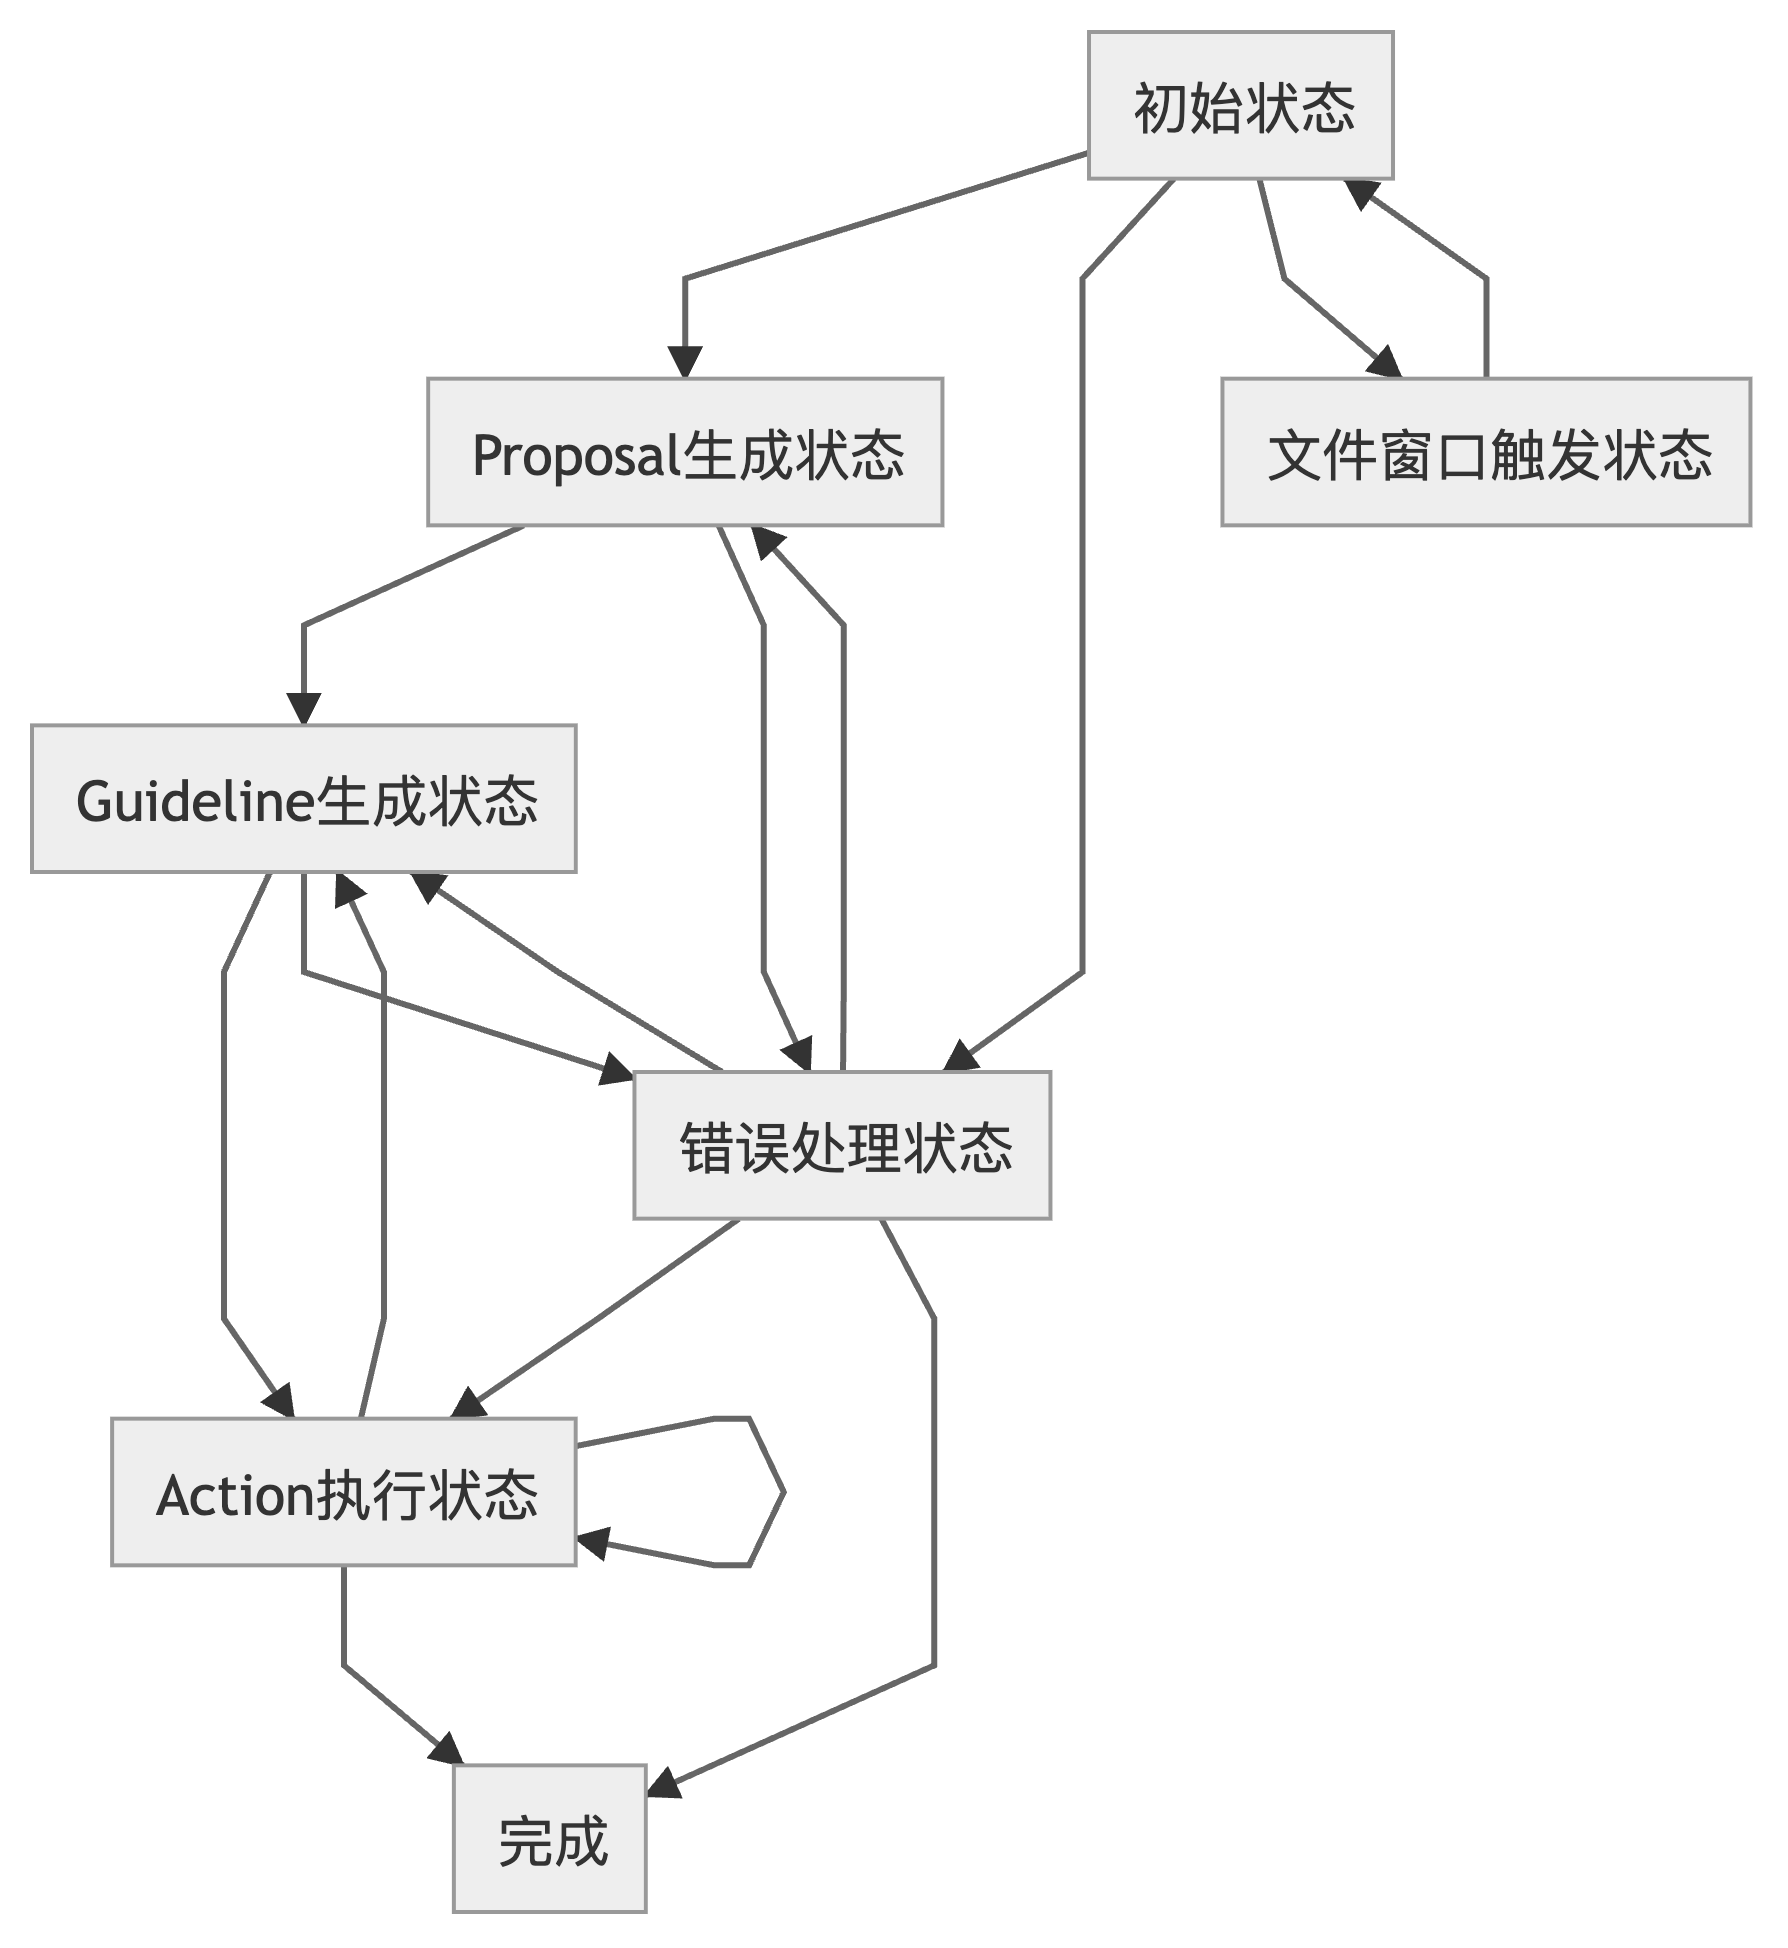 初始状态
Proposal生成状态
文件窗口触发状态
Guideline生成状态
错误处理状态
Action执行状态
完成